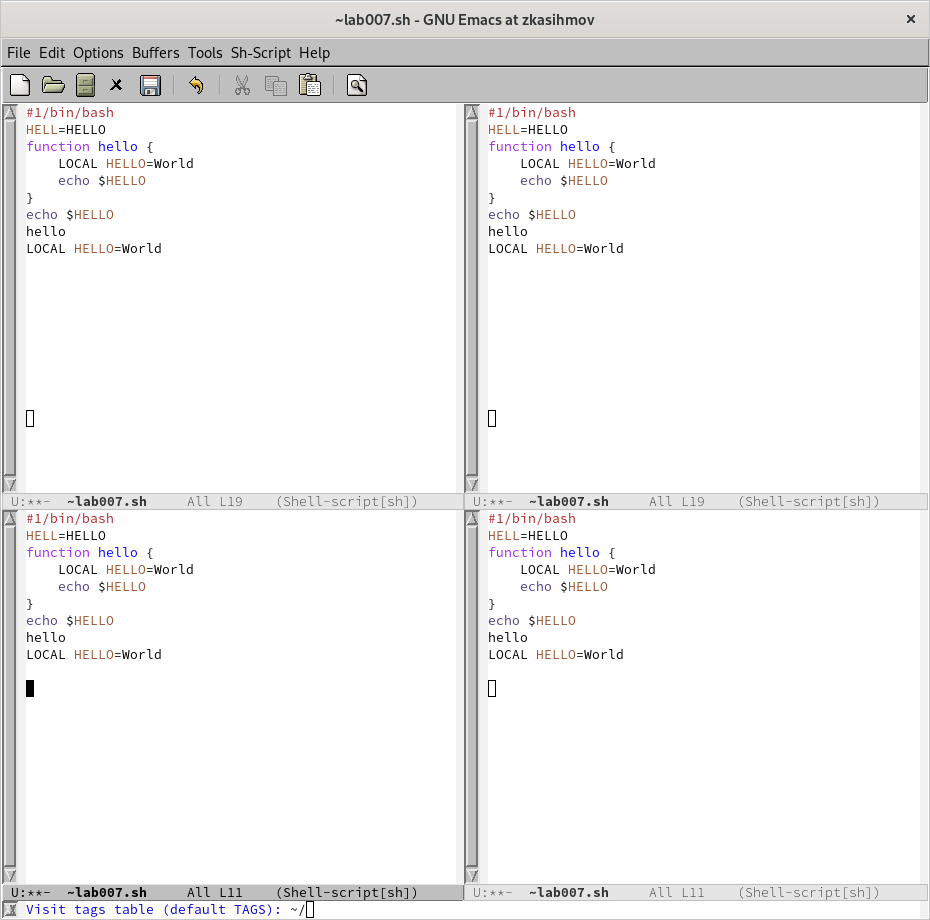 ~lab007.sh - GNU Emacs at zkasihmov
File Edit Options Buffers Tools Sh-Script Help
#1/bin/bash
HELL=HELLO
function hello {
    LOCAL HELLO=World
    echo $HELLO
}
echo $HELLO
hello
LOCAL HELLO=World
U:**-  ~lab007.sh     All L19    (Shell-script[sh])
#1/bin/bash
HELL=HELLO
function hello {
    LOCAL HELLO=World
    echo $HELLO
}
echo $HELLO
hello
LOCAL HELLO=World
U:**-  ~lab007.sh     All L19    (Shell-script[sh])
#1/bin/bash
HELL=HELLO
function hello {
    LOCAL HELLO=World
    echo $HELLO
}
echo $HELLO
hello
LOCAL HELLO=World
U:**-  ~lab007.sh     All L11    (Shell-script[sh])
#1/bin/bash
HELL=HELLO
function hello {
    LOCAL HELLO=World
    echo $HELLO
}
echo $HELLO
hello
LOCAL HELLO=World
U:**-  ~lab007.sh     All L11    (Shell-script[sh])
Visit tags table (default TAGS): ~/